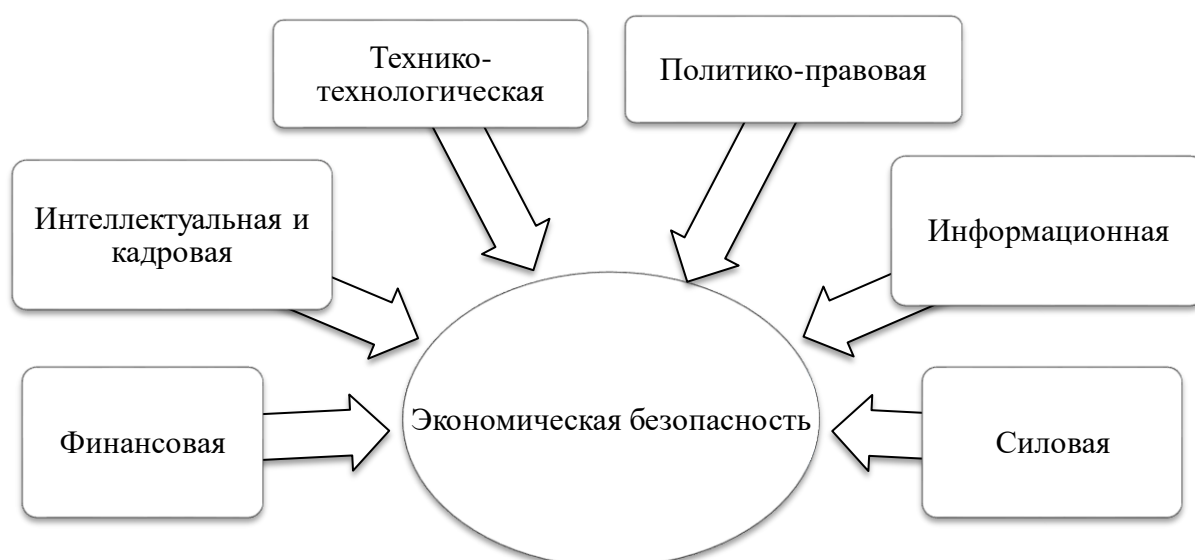 Технико-
технологическая
Политико-правовая
Интеллектуальная и
кадровая
Информационная
Финансовая
Экономическая безопасность
Силовая